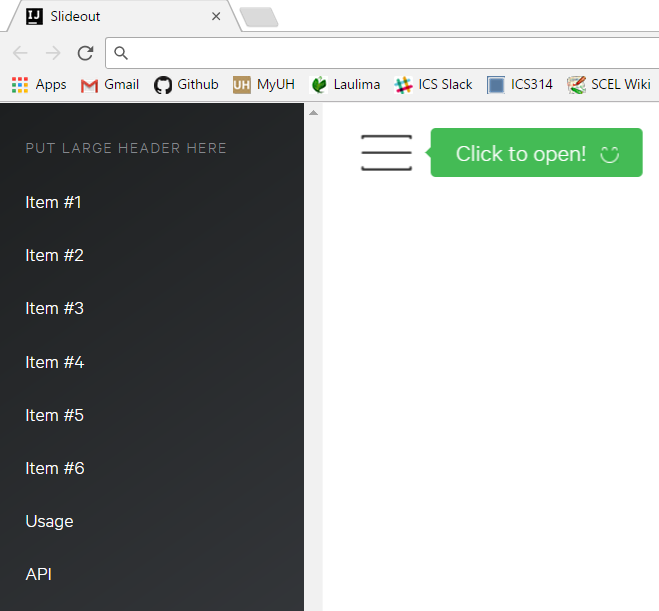 IJ Slideout
Apps Gmail Github UH MyUH Laulima ICS Slack ICS314 SCEL Wiki
PUT LARGE HEADER HERE
Click to open!
Item #1
Item #2
Item #3
Item #4
Item #5
Item #6
Usage
API